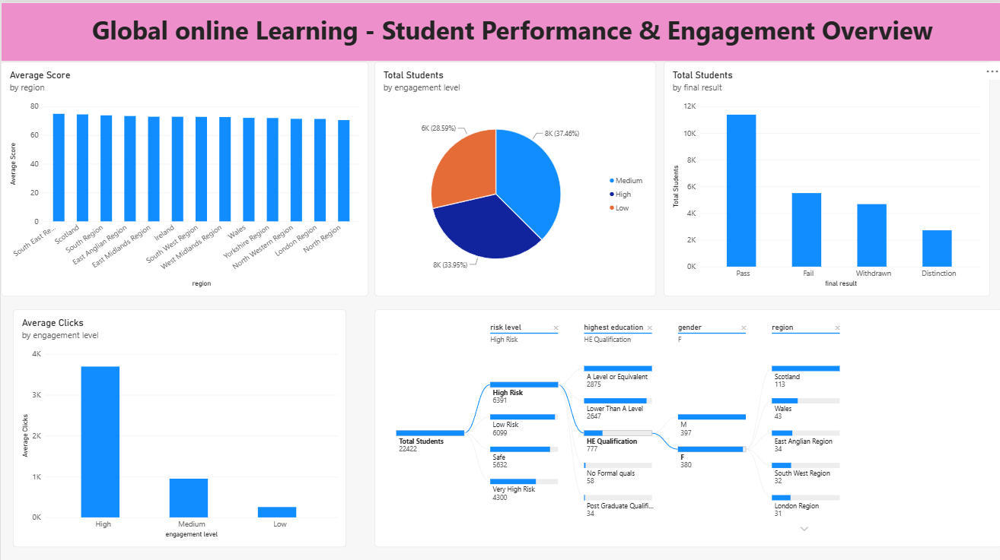 Global online Learning - Student Performance & Engagement Overview
Average Score
by region
80
60
40
20
0
Average Score
South East Re...
Scotland
South Region
East Anglian Region
East Midlands Region
Ireland
South West Region
West Midlands Region
Wales
Yorkshire Region
North Western Region
London Region
North Region
region
Total Students
by engagement level
6K (28.59%)
8K (37.46%)
8K (33.95%)
Medium
High
Low
Total Students
by final result
12K
10K
8K
6K
4K
2K
0K
Total Students
Pass
Fail
Withdrawn
Distinction
final result
Average Clicks
by engagement level
4K
3K
2K
1K
0K
Average Clicks
High
Medium
Low
engagement level
Total Students
22422
risk level
High Risk
High Risk
6391
Low Risk
6099
Safe
5632
Very High Risk
4300
highest education
HE Qualification
A Level or Equivalent
2875
Lower Than A Level
2647
HE Qualification
777
No Formal quals
58
Post Graduate Qualifi...
34
gender
F
M
397
F
380
region
Scotland
113
Wales
43
East Anglian Region
34
South West Region
32
London Region
31